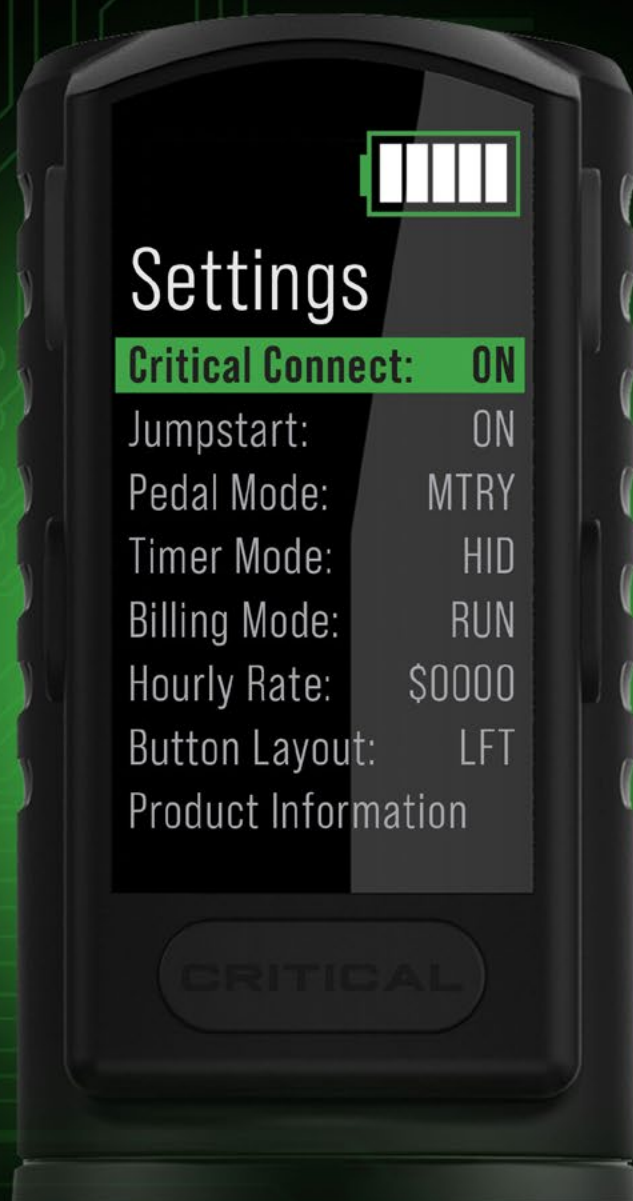 Settings
Critical Connect: ON
Jumpstart: ON
Pedal Mode: MTRY
Timer Mode: HID
Billing Mode: RUN
Hourly Rate: $0000
Button Layout: LFT
Product Information
CRITICAL